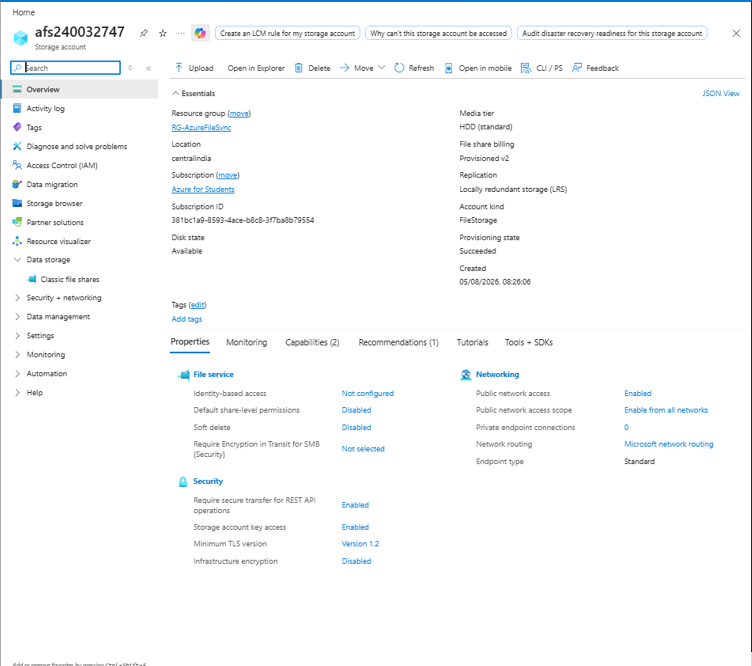 Home
afs240032747
Storage account
Create an LCM rule for my storage account
Why can't this storage account be accessed
Audit disaster recovery readiness for this storage account
Search
Upload Open in Explorer Delete Move Refresh Open in mobile CLI / PS Feedback
Overview
Activity log
Tags
Diagnose and solve problems
Access Control (IAM)
Data migration
Storage browser
Partner solutions
Resource visualizer
Data storage
Classic file shares
Security + networking
Data management
Settings
Monitoring
Automation
Help
Essentials
JSON View
Resource group (move)
RG-AzureFileSync
Location
centralindia
Subscription (move)
Azure for Students
Subscription ID
381bc1a9-8593-4ace-b8c8-3f7ba8b79554
Disk state
Available
Media tier
HDD (standard)
File share billing
Provisioned v2
Replication
Locally redundant storage (LRS)
Account kind
FileStorage
Provisioning state
Succeeded
Created
05/08/2026, 08:26:06
Tags (edit)
Add tags
Properties Monitoring Capabilities (2) Recommendations (1) Tutorials Tools + SDKs
File service
Identity-based access Not configured
Default share-level permissions Disabled
Soft delete Disabled
Require Encryption in Transit for SMB
(Security) Not selected
Security
Require secure transfer for REST API
operations Enabled
Storage account key access Enabled
Minimum TLS version Version 1.2
Infrastructure encryption Disabled
Networking
Public network access Enabled
Public network access scope Enable from all networks
Private endpoint connections 0
Network routing Microsoft network routing
Endpoint type Standard
Add or remove favorites by pressing